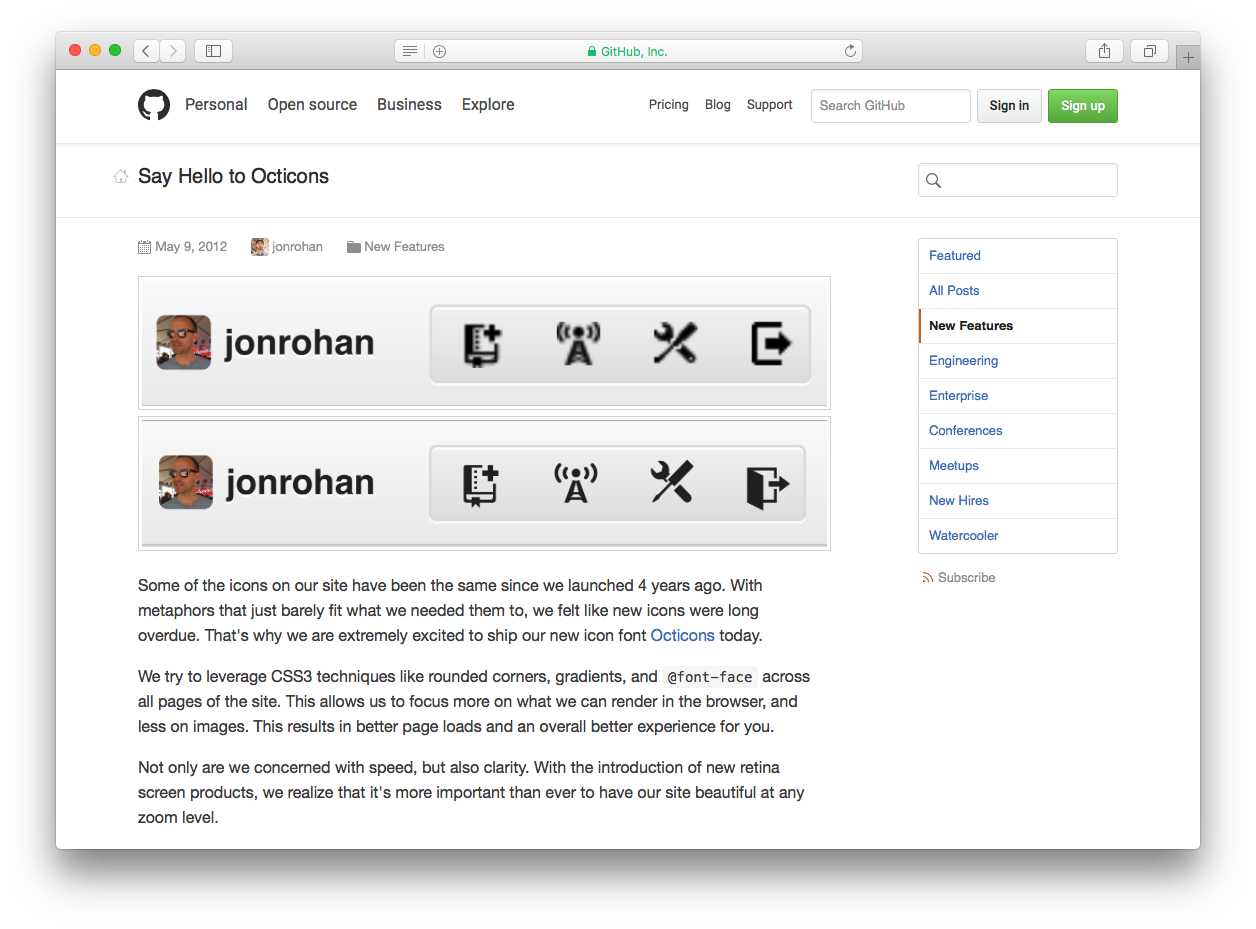 GitHub, Inc.
Personal Open source Business Explore Pricing Blog Support Search GitHub Sign in Sign up
Say Hello to Octicons
May 9, 2012 jonrohan New Features
jonrohan
jonrohan
Some of the icons on our site have been the same since we launched 4 years ago. With
metaphors that just barely fit what we needed them to, we felt like new icons were long
overdue. That's why we are extremely excited to ship our new icon font Octicons today.
We try to leverage CSS3 techniques like rounded corners, gradients, and @font-face across
all pages of the site. This allows us to focus more on what we can render in the browser, and
less on images. This results in better page loads and an overall better experience for you.
Not only are we concerned with speed, but also clarity. With the introduction of new retina
screen products, we realize that it's more important than ever to have our site beautiful at any
zoom level.
Featured
All Posts
New Features
Engineering
Enterprise
Conferences
Meetups
New Hires
Watercooler
Subscribe